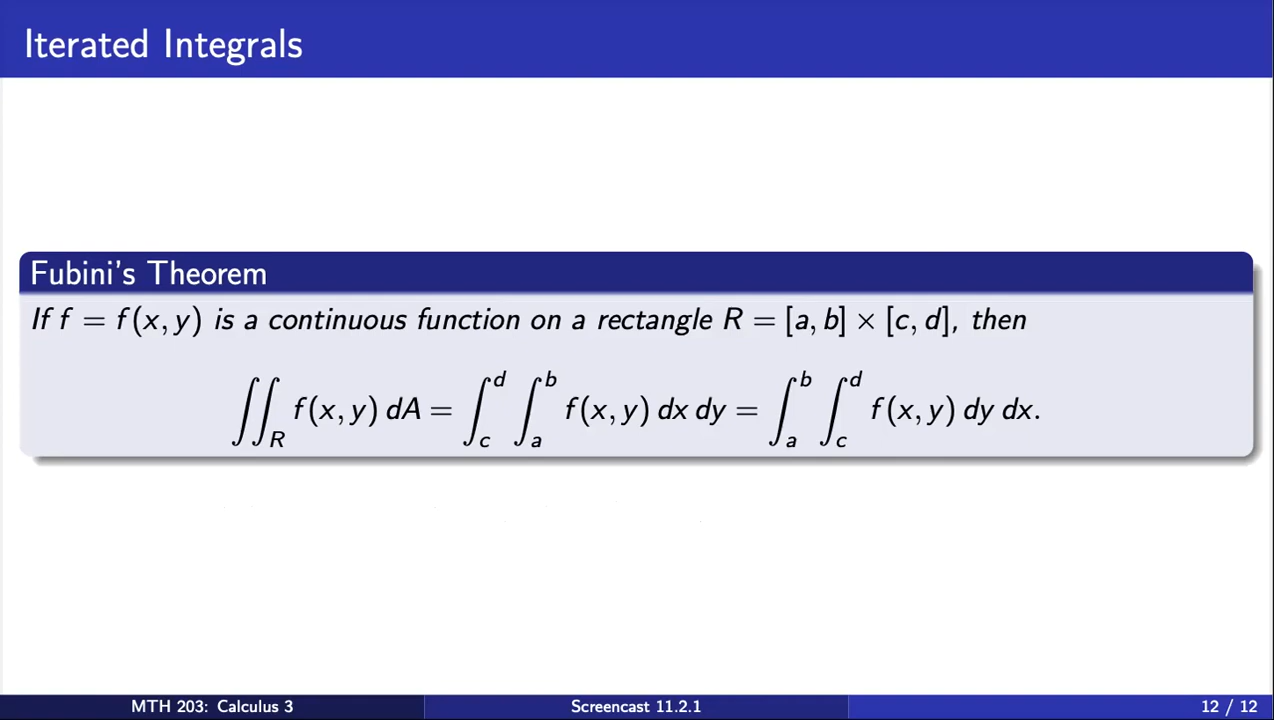 Iterated Integrals
Fubini's Theorem
If f = f(x, y) is a continuous function on a rectangle R = [a, b] × [c, d], then
∬_R f(x, y) dA = ∫_c^d ∫_a^b f(x, y) dx dy = ∫_a^b ∫_c^d f(x, y) dy dx.
MTH 203: Calculus 3 Screencast 11.2.1 12 / 12